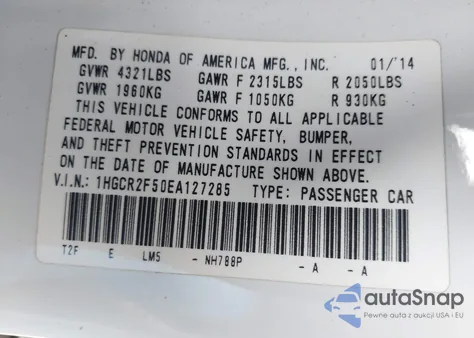 MFD. BY HONDA OF AMERICA MFG., INC. 01/'14
GVWR 4321LBS GAWR F 2315LBS R 2050LBS
GVWR 1960KG GAWR F 1050KG R 930KG
THIS VEHICLE CONFORMS TO ALL APPLICABLE
FEDERAL MOTOR VEHICLE SAFETY, BUMPER,
AND THEFT PREVENTION STANDARDS IN EFFECT
ON THE DATE OF MANUFACTURE SHOWN ABOVE.
V.I.N.: 1HGCR2F50EA127285 TYPE: PASSENGER CAR
T2F E LM5 - NH788P - A - A
autoSnap
Pewne auta z aukcji USA i EU